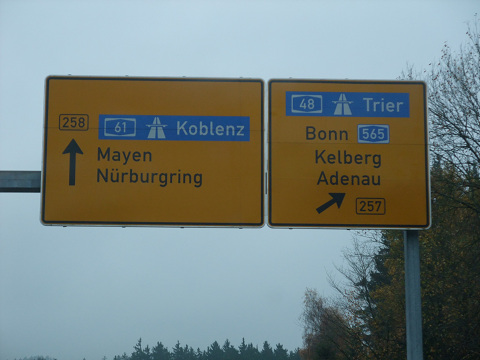 258
61 Koblenz
Mayen
Nürburgring
48 Trier
Bonn 565
Kelberg
Adenau
257